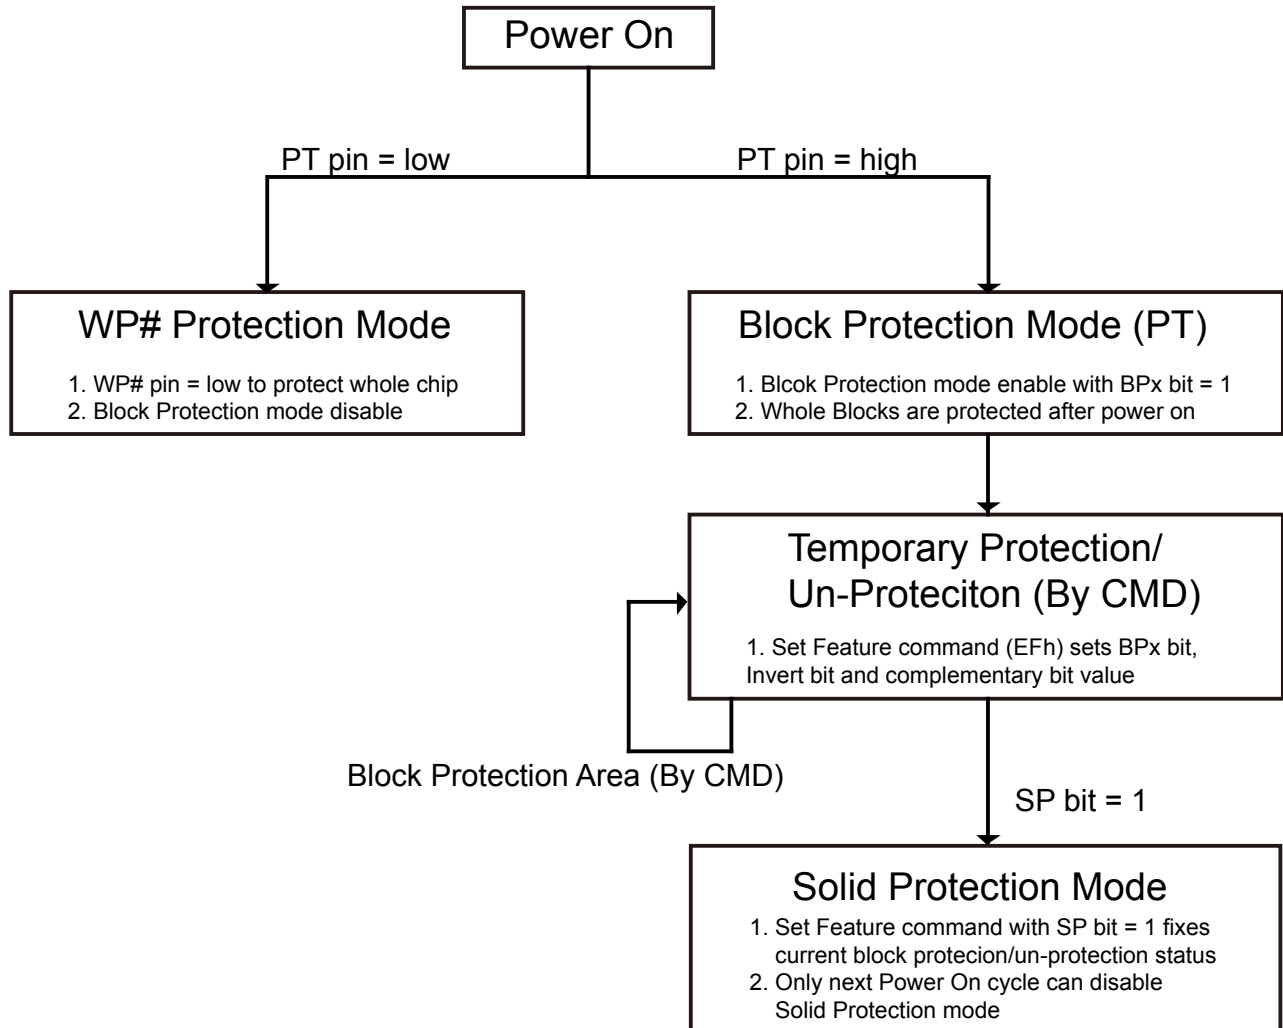 Power On
PT pin = low
PT pin = high
WP# Protection Mode
1. WP# pin = low to protect whole chip
2. Block Protection mode disable
Block Protection Mode (PT)
1. Blcok Protection mode enable with BPx bit = 1
2. Whole Blocks are protected after power on
Temporary Protection/
Un-Proteciton (By CMD)
1. Set Feature command (EFh) sets BPx bit,
Invert bit and complementary bit value
Block Protection Area (By CMD)
SP bit = 1
Solid Protection Mode
1. Set Feature command with SP bit = 1 fixes
current block protecion/un-protection status
2. Only next Power On cycle can disable
Solid Protection mode